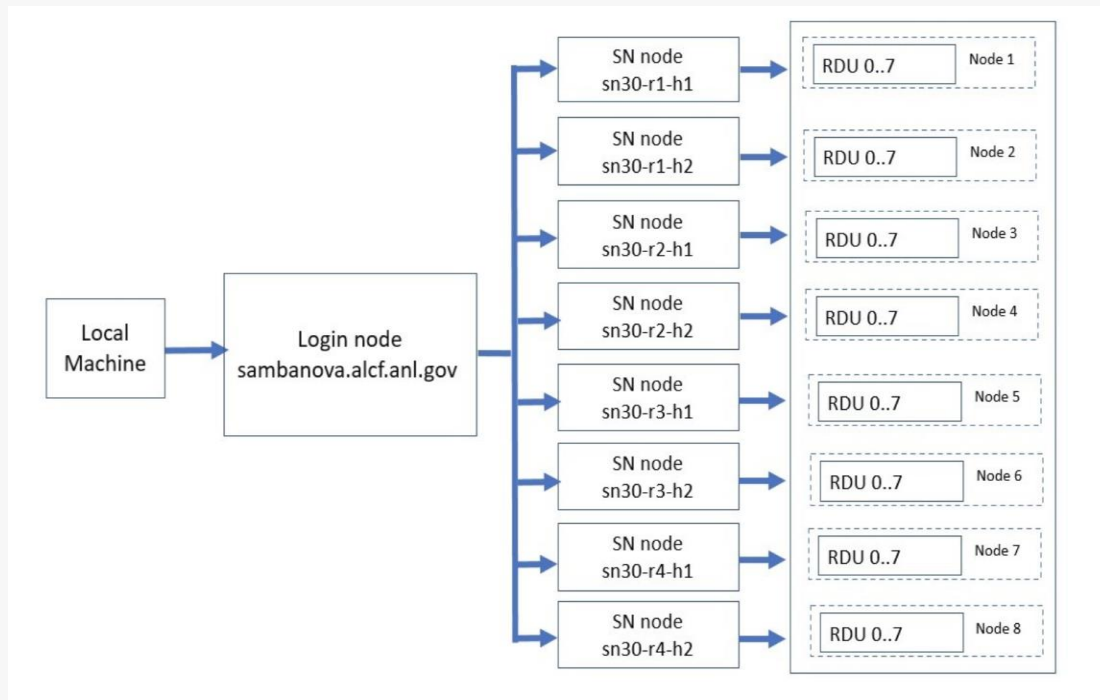 Local
Machine
Login node
sambanova.alcf.anl.gov
SN node
sn30-r1-h1
RDU 0..7
Node 1
SN node
sn30-r1-h2
RDU 0..7
Node 2
SN node
sn30-r2-h1
RDU 0..7
Node 3
SN node
sn30-r2-h2
RDU 0..7
Node 4
SN node
sn30-r3-h1
RDU 0..7
Node 5
SN node
sn30-r3-h2
RDU 0..7
Node 6
SN node
sn30-r4-h1
RDU 0..7
Node 7
SN node
sn30-r4-h2
RDU 0..7
Node 8